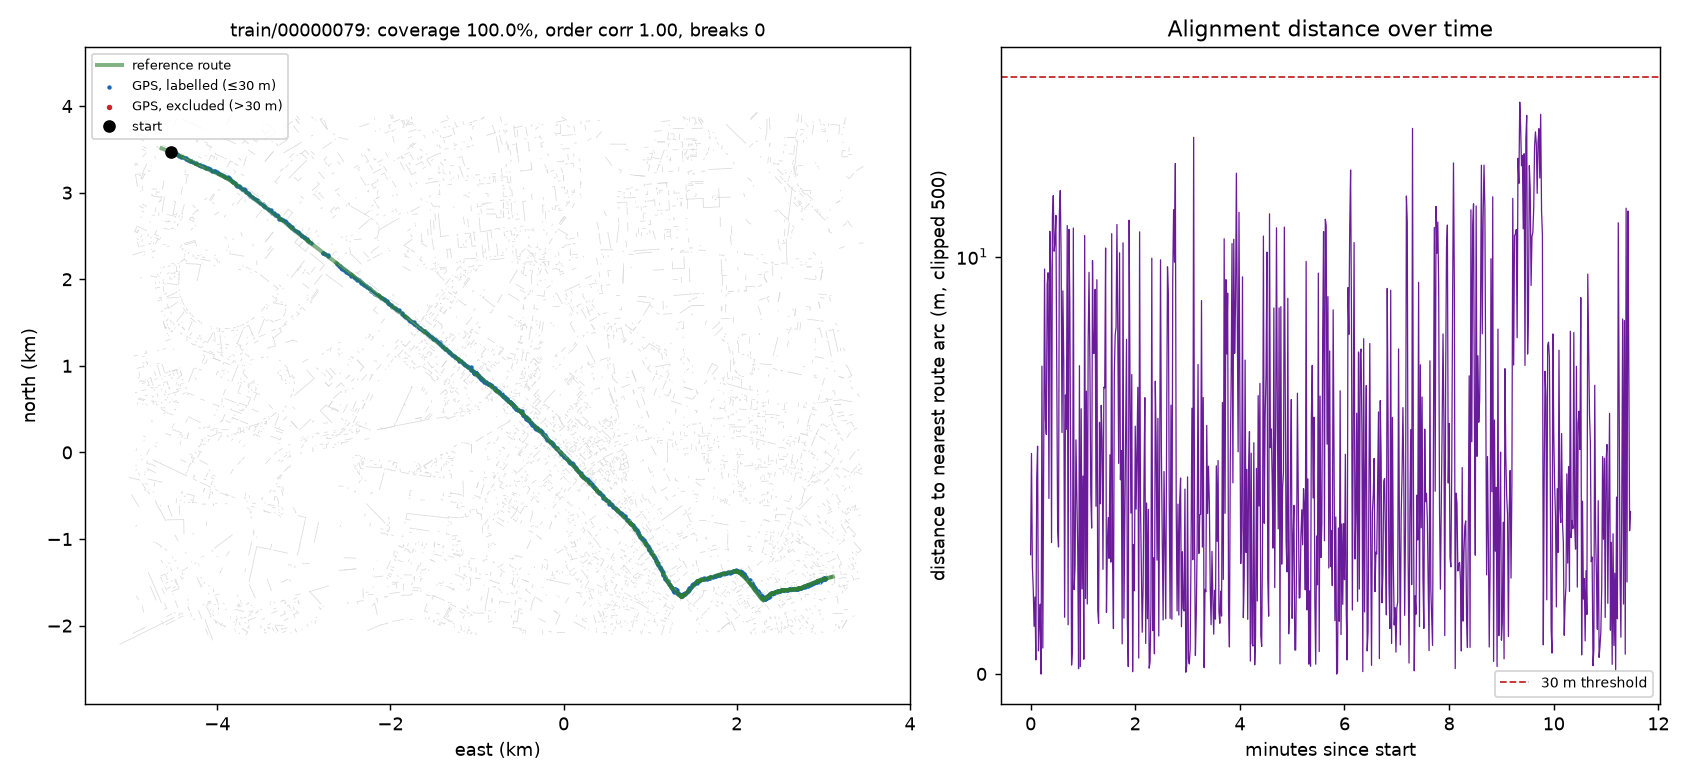 train/00000079: coverage 100.0%, order corr 1.00, breaks 0
reference route
GPS, labelled (≤30 m)
GPS, excluded (>30 m)
start
4
3
2
1
0
−1
−2
north (km)
−4
−2
0
2
4
east (km)
Alignment distance over time
10¹
0
distance to nearest route arc (m, clipped 500)
30 m threshold
0
2
4
6
8
10
12
minutes since start